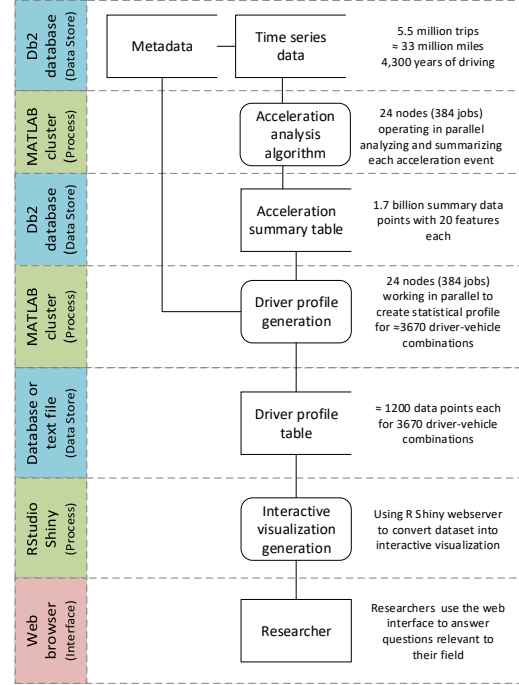 Db2
database
(Data Store)
Metadata
Time series
data
5.5 million trips
≈ 33 million miles
4,300 years of driving
MATLAB
cluster
(Process)
Acceleration
analysis
algorithm
24 nodes (384 jobs)
operating in parallel
analyzing and summarizing
each acceleration event
Db2
database
(Data Store)
Acceleration
summary table
1.7 billion summary data
points with 20 features
each
MATLAB
cluster
(Process)
Driver profile
generation
24 nodes (384 jobs)
working in parallel to
create statistical profile
for ≈3670 driver-vehicle
combinations
Database or
text file
(Data Store)
Driver profile
table
≈ 1200 data points each
for 3670 driver-vehicle
combinations
RStudio
Shiny
(Process)
Interactive
visualization
generation
Using R Shiny webserver
to convert dataset into
interactive visualization
Web
browser
(Interface)
Researcher
Researchers use the web
interface to answer
questions relevant to
their field